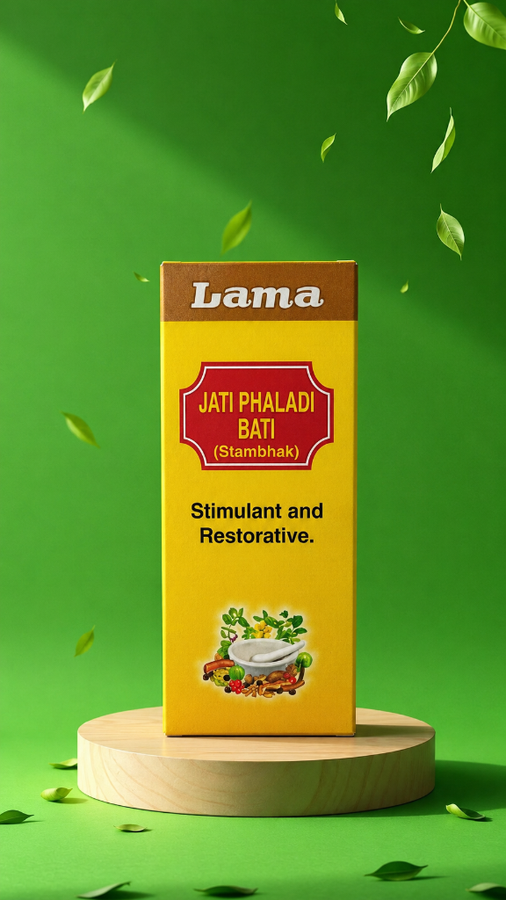 Lama
JATI PHALADI
BATI
(Stambhak)
Stimulant and
Restorative.